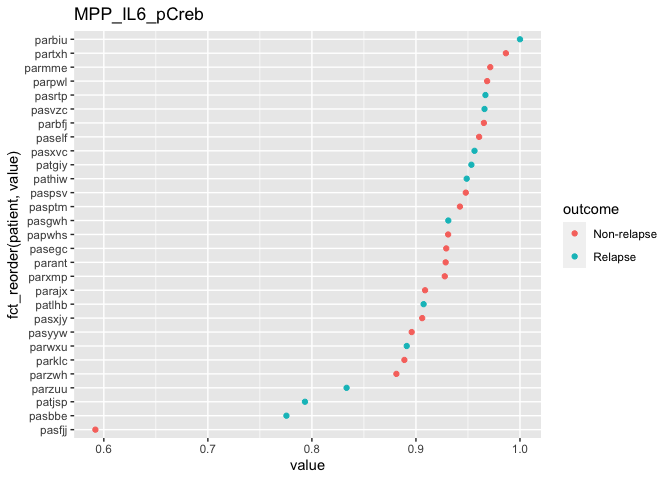 MPP_IL6_pCreb
fct_reorder(patient, value)
parbiu
partxh
parmme
parpwl
pasrtp
pasvzc
parbfj
paself
pasxvc
patgiy
pathiw
paspsv
pasptm
pasgwh
papwhs
pasegc
parant
parxmp
parajx
patlhb
pasxjy
pasyyw
parwxu
parklc
parzwh
parzuu
patjsp
pasbbe
pasfjj
0.6 0.7 0.8 0.9 1.0
value
outcome
Non-relapse
Relapse